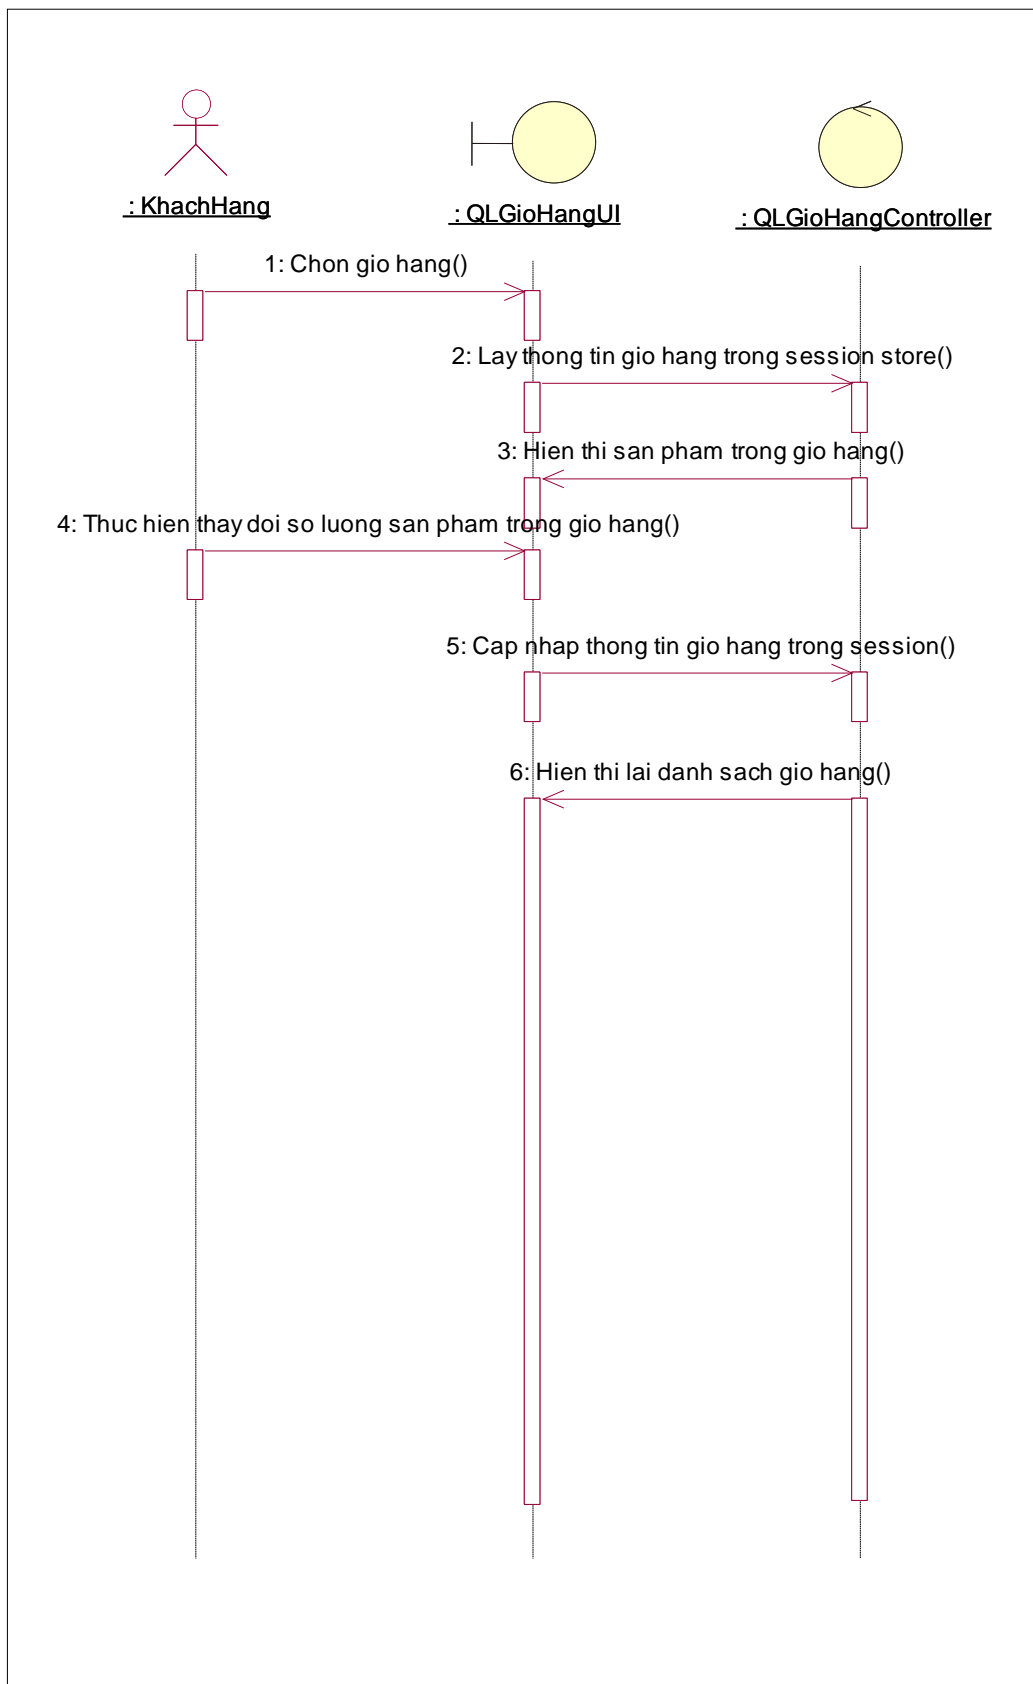 : KhachHang
: QLGioHangUI
: QLGioHangController
1: Chon gio hang()
2: Lay thong tin gio hang trong session store()
3: Hien thi san pham trong gio hang()
4: Thuc hien thay doi so luong san pham trong gio hang()
5: Cap nhap thong tin gio hang trong session()
6: Hien thi lai danh sach gio hang()